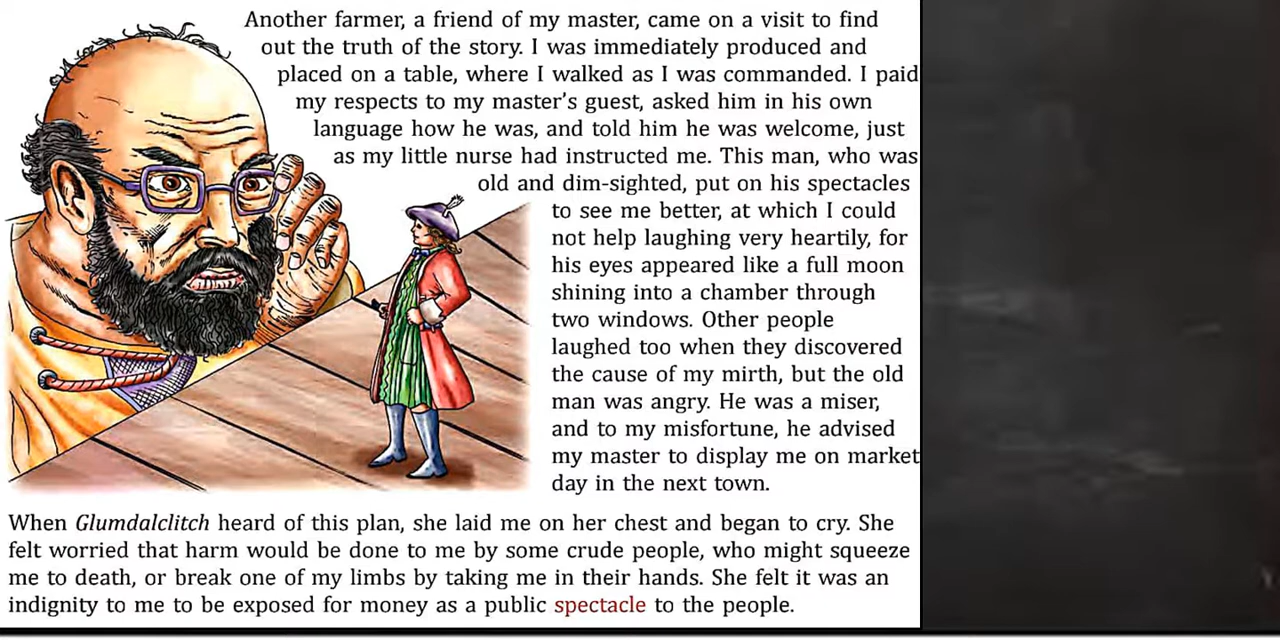 Another farmer, a friend of my master, came on a visit to find
out the truth of the story. I was immediately produced and
placed on a table, where I walked as I was commanded. I paid
my respects to my master's guest, asked him in his own
language how he was, and told him he was welcome, just
as my little nurse had instructed me. This man, who was
old and dim-sighted, put on his spectacles
to see me better, at which I could
not help laughing very heartily, for
his eyes appeared like a full moon
shining into a chamber through
two windows. Other people
laughed too when they discovered
the cause of my mirth, but the old
man was angry. He was a miser,
and to my misfortune, he advised
my master to display me on market
day in the next town.
When Glumdalclitch heard of this plan, she laid me on her chest and began to cry. She
felt worried that harm would be done to me by some crude people, who might squeeze
me to death, or break one of my limbs by taking me in their hands. She felt it was an
indignity to me to be exposed for money as a public spectacle to the people.